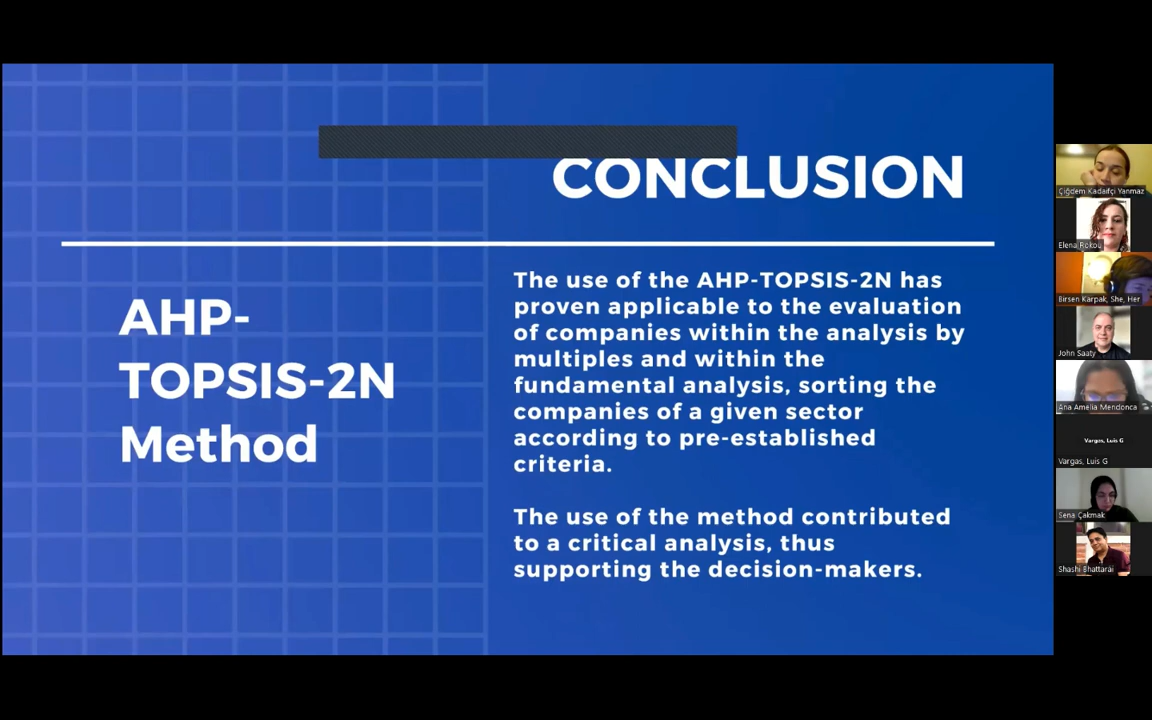 CONCLUSION
AHP-
TOPSIS-2N
Method
The use of the AHP-TOPSIS-2N has
proven applicable to the evaluation
of companies within the analysis by
multiples and within the
fundamental analysis, sorting the
companies of a given sector
according to pre-established
criteria.
The use of the method contributed
to a critical analysis, thus
supporting the decision-makers.
Çiğdem Kadaifçi Yanmaz
Elena Rokou
Birsen Karpak, She, Her
John Saaty
Ana Amelia Mendonca
Vargas, Luis G
Vargas, Luis G
Sena Çakmak
Shashi Bhattarai